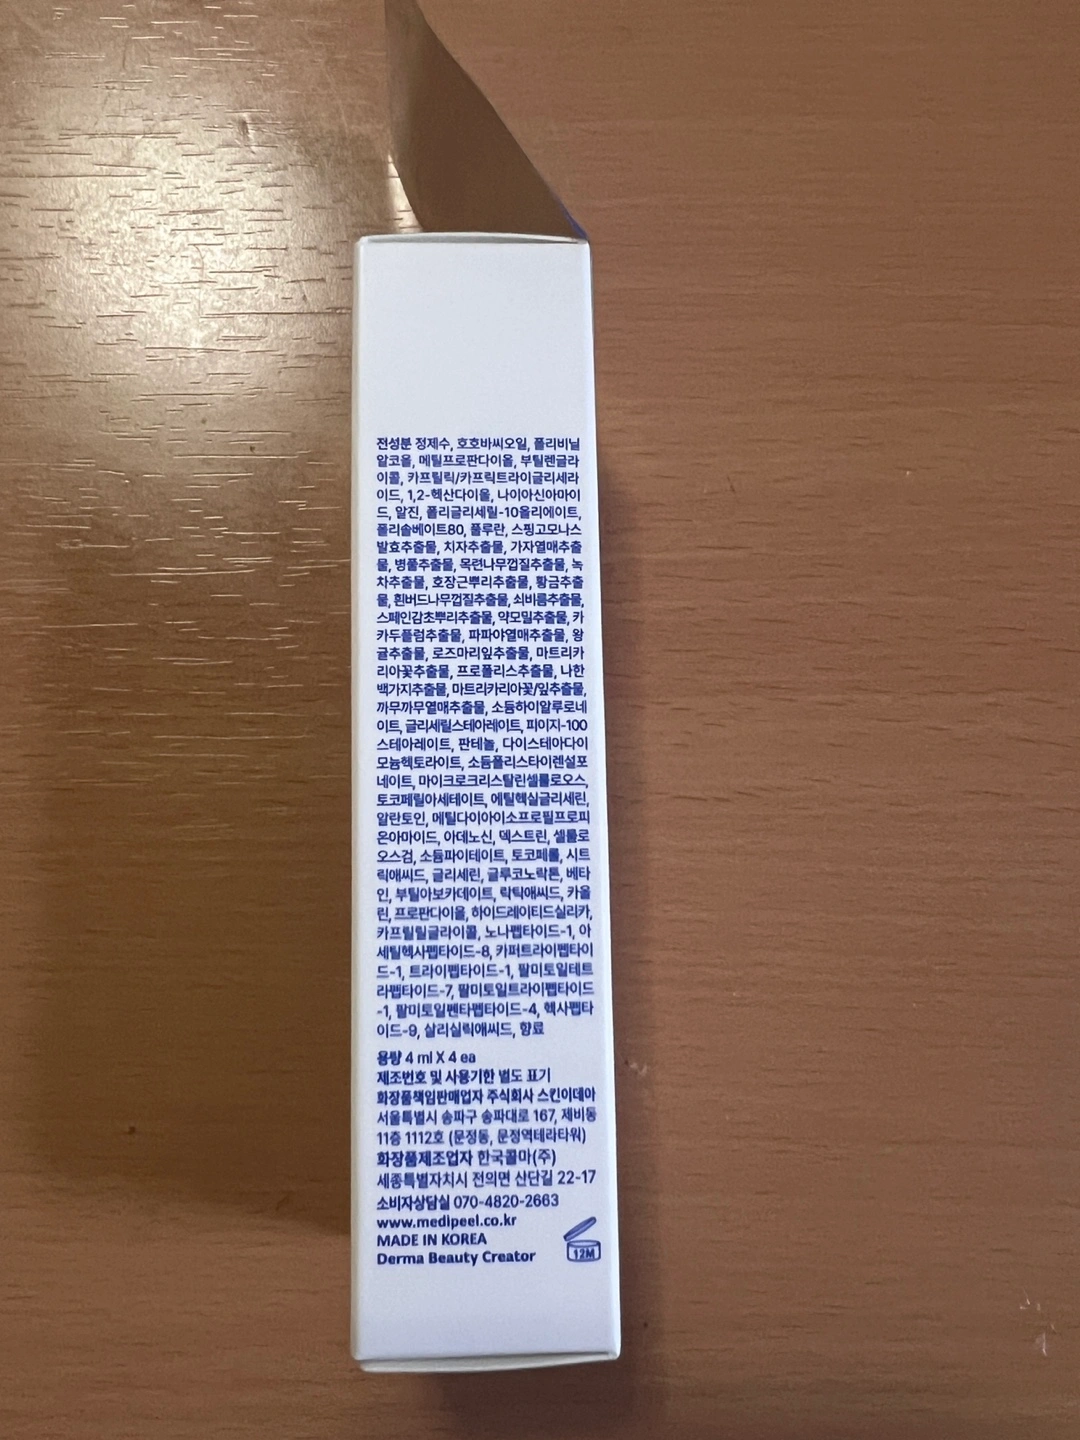 전성분 정제수, 호호바씨오일, 폴리비닐
알코올, 메틸프로판다이올, 부틸렌글라
이콜, 카프릴릭/카프릭트라이글리세라
이드, 1,2-헥산다이올, 나이아신아마이
드, 알진, 폴리글리세릴-10올리에이트,
폴리솔베이트80, 풀루란, 스핑고모나스
발효추출물, 치자추출물, 가자열매추출
물, 병풀추출물, 목련나무껍질추출물, 녹
차추출물, 호장근뿌리추출물, 황금추출
물, 흰버드나무껍질추출물, 쇠비름추출물,
스페인감초뿌리추출물, 약모밀추출물, 카
카두플럼추출물, 파파야열매추출물, 왕
귤추출물, 로즈마리잎추출물, 마트리카
리아꽃추출물, 프로폴리스추출물, 나한
백가지추출물, 마트리카리아꽃/잎추출물,
까무까무열매추출물, 소듐하이알루로네
이트, 글리세릴스테아레이트, 피이지-100
스테아레이트, 판테놀, 다이스테아다이
모늄헥토라이트, 소듐폴리스타이렌설포
네이트, 마이크로크리스탈린셀룰로오스,
토코페릴아세테이트, 에틸헥실글리세린,
알란토인, 메틸다이아이소프로필프로피
온아마이드, 아데노신, 덱스트린, 셀룰로
오스검, 소듐파이테이트, 토코페롤, 시트
릭애씨드, 글리세린, 글루코노락톤, 베타
인, 부틸아보카데이트, 락틱애씨드, 카올
린, 프로판다이올, 하이드레이티드실리카,
카프릴릴글라이콜, 노나펩타이드-1, 아
세틸헥사펩타이드-8, 카퍼트라이펩타이
드-1, 트라이펩타이드-1, 팔미토일테트
라펩타이드-7, 팔미토일트라이펩타이드
-1, 팔미토일펜타펩타이드-4, 헥사펩타
이드-9, 살리실릭애씨드, 향료
용량 4 ml X 4 ea
제조번호 및 사용기한 별도 표기
화장품책임판매업자 주식회사 스킨이데아
서울특별시 송파구 송파대로 167, 제비동
11층 1112호 (문정동, 문정역테라타워)
화장품제조업자 한국콜마(주)
세종특별자치시 전의면 산단길 22-17
소비자상담실 070-4820-2663
www.medipeel.co.kr
MADE IN KOREA
Derma Beauty Creator
12M